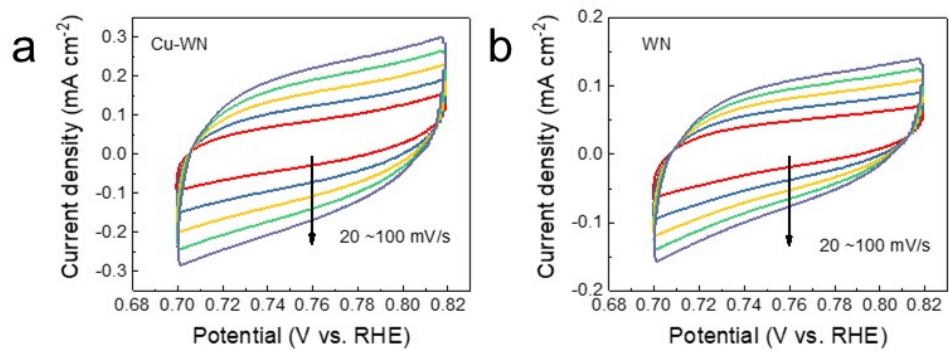 a
Cu-WN
Current density (mA cm-2)
0.3
0.2
0.1
0.0
-0.1
-0.2
-0.3
20 ~100 mV/s
0.68 0.70 0.72 0.74 0.76 0.78 0.80 0.82
Potential (V vs. RHE)
b
WN
Current density (mA cm-2)
0.2
0.1
0.0
-0.1
-0.2
20 ~100 mV/s
0.68 0.70 0.72 0.74 0.76 0.78 0.80 0.82
Potential (V vs. RHE)